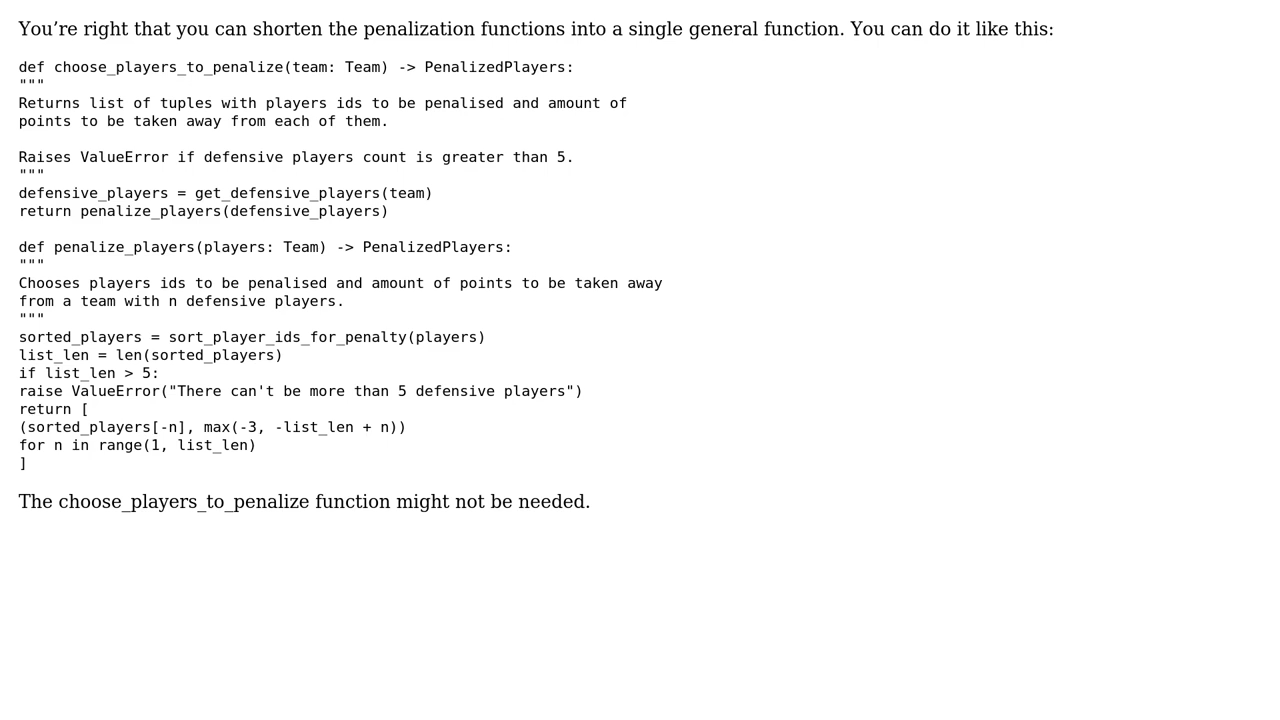 You’re right that you can shorten the penalization functions into a single general function. You can do it like this:
def choose_players_to_penalize(team: Team) -> PenalizedPlayers:
"""
Returns list of tuples with players ids to be penalised and amount of
points to be taken away from each of them.
Raises ValueError if defensive players count is greater than 5.
"""
defensive_players = get_defensive_players(team)
return penalize_players(defensive_players)
def penalize_players(players: Team) -> PenalizedPlayers:
"""
Chooses players ids to be penalised and amount of points to be taken away
from a team with n defensive players.
"""
sorted_players = sort_player_ids_for_penalty(players)
list_len = len(sorted_players)
if list_len > 5:
raise ValueError("There can't be more than 5 defensive players")
return [
(sorted_players[-n], max(-3, -list_len + n))
for n in range(1, list_len)
]
The choose_players_to_penalize function might not be needed.